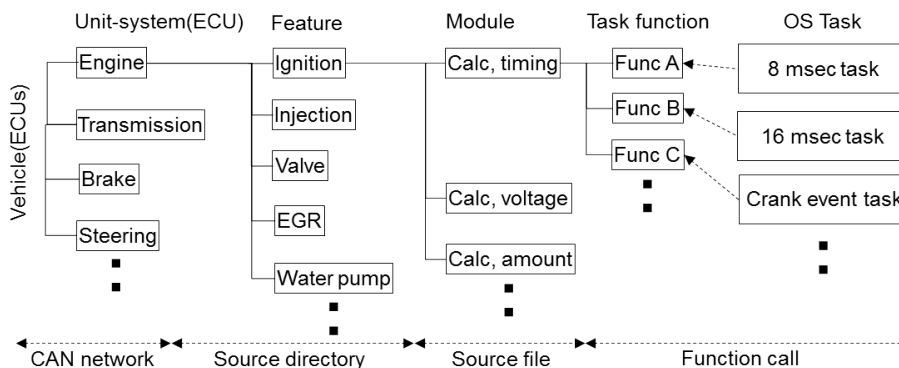 Unit-system(ECU) Feature Module Task function OS Task
Vehicle(ECUs)
Engine Ignition Calc, timing Func A 8 msec task
Transmission Injection Func B 16 msec task
Brake Valve Func C
Steering EGR Calc, voltage Crank event task
Water pump Calc, amount
CAN network Source directory Source file Function call